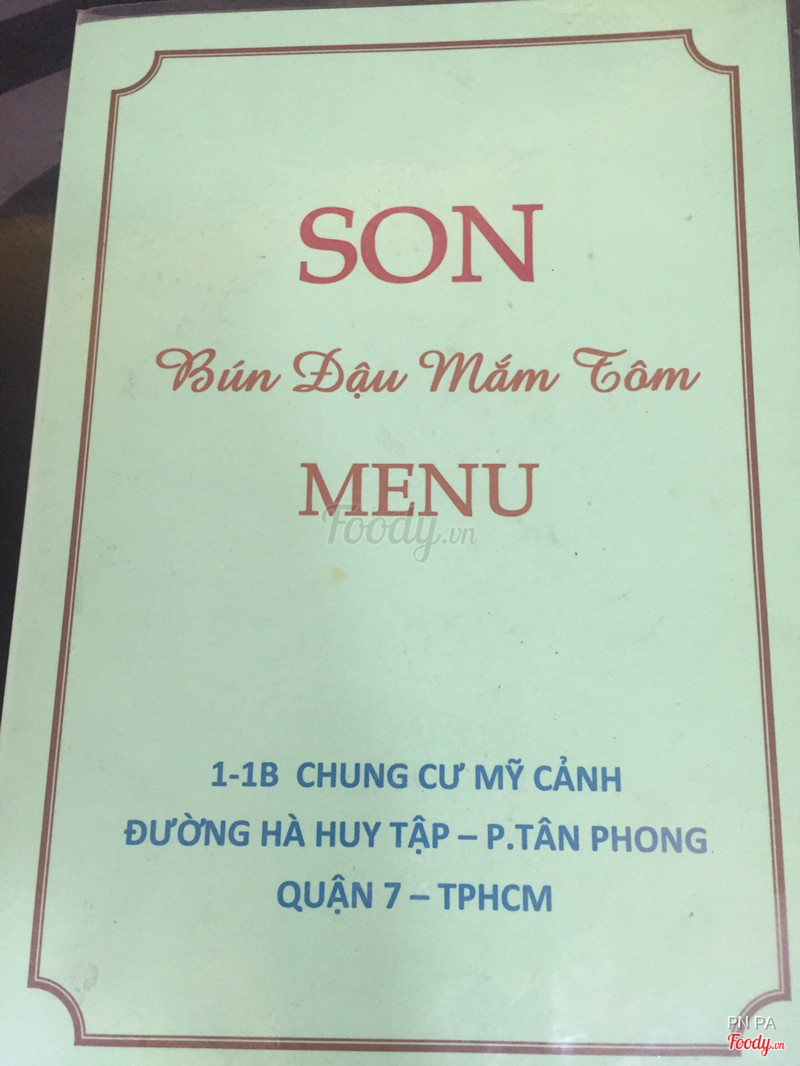 SON
Bún Đậu Mắm Tôm
MENU
Foody.vn
1-1B CHUNG CƯ MỸ CẢNH
ĐƯỜNG HÀ HUY TẬP – P.TÂN PHONG
QUẬN 7 – TPHCM
PN PA
Foody.vn